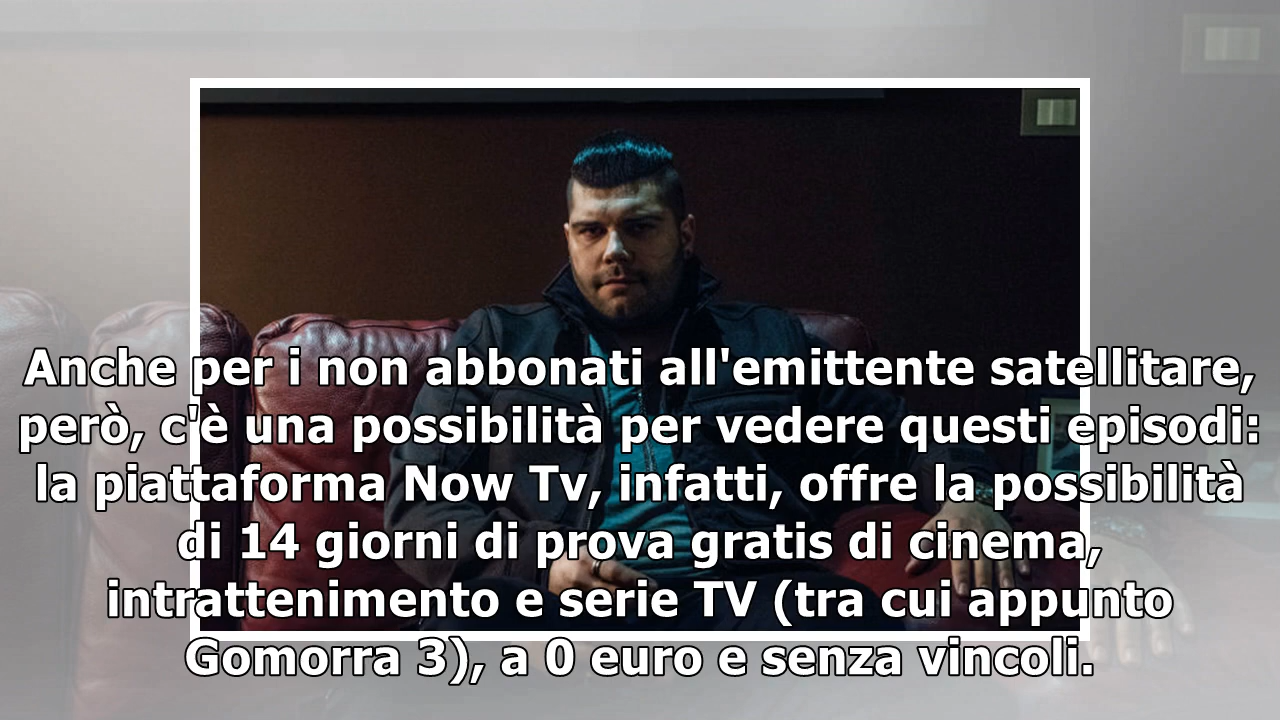 Anche per i non abbonati all'emittente satellitare,
però, c'è una possibilità per vedere questi episodi:
la piattaforma Now Tv, infatti, offre la possibilità
di 14 giorni di prova gratis di cinema,
intrattenimento e serie TV (tra cui appunto
Gomorra 3), a 0 euro e senza vincoli.